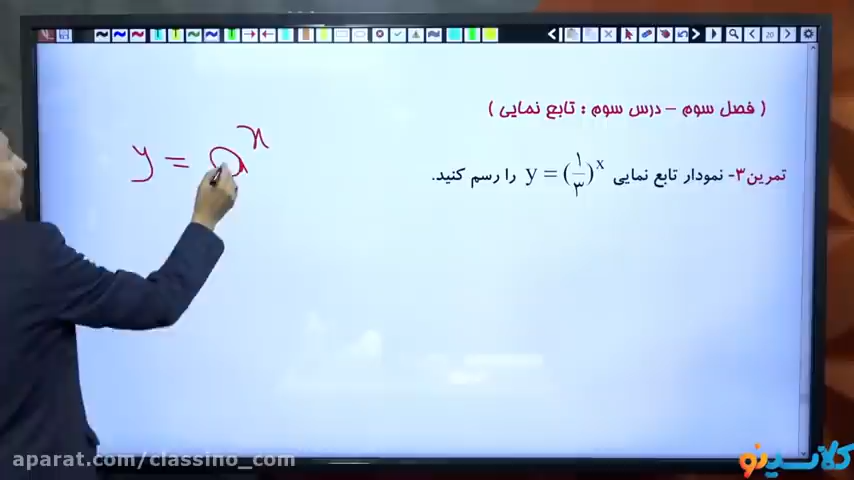 ( فصل سوم – درس سوم : تابع نمایی )
تمرین۳- نمودار تابع نمایی y = (۱/۳)^x را رسم کنید.
y = a^x
20
aparat.com/classino_com
کلاسینو